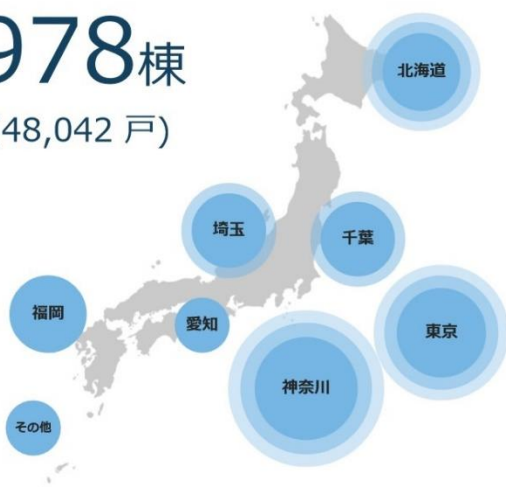 978棟
48,042 戸)
北海道
埼玉
千葉
福岡
愛知
東京
神奈川
その他